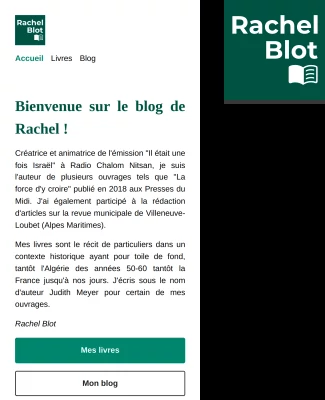 Rachel
Blot
Accueil Livres Blog
Bienvenue sur le blog de
Rachel !
Créatrice et animatrice de l'émission "Il était une
fois Israël" à Radio Chalom Nitsan, je suis
l'auteur de plusieurs ouvrages tels que "La
force d'y croire" publié en 2018 aux Presses du
Midi. J'ai également participé à la rédaction
d'articles sur la revue municipale de Villeneuve-
Loubet (Alpes Maritimes).
Mes livres sont le récit de particuliers dans un
contexte historique ayant pour toile de fond,
tantôt l'Algérie des années 50-60 tantôt la
France jusqu'à nos jours. J'écris sous le nom
d'auteur Judith Meyer pour certain de mes
ouvrages.
Rachel Blot
Mes livres
Mon blog
Rachel
Blot